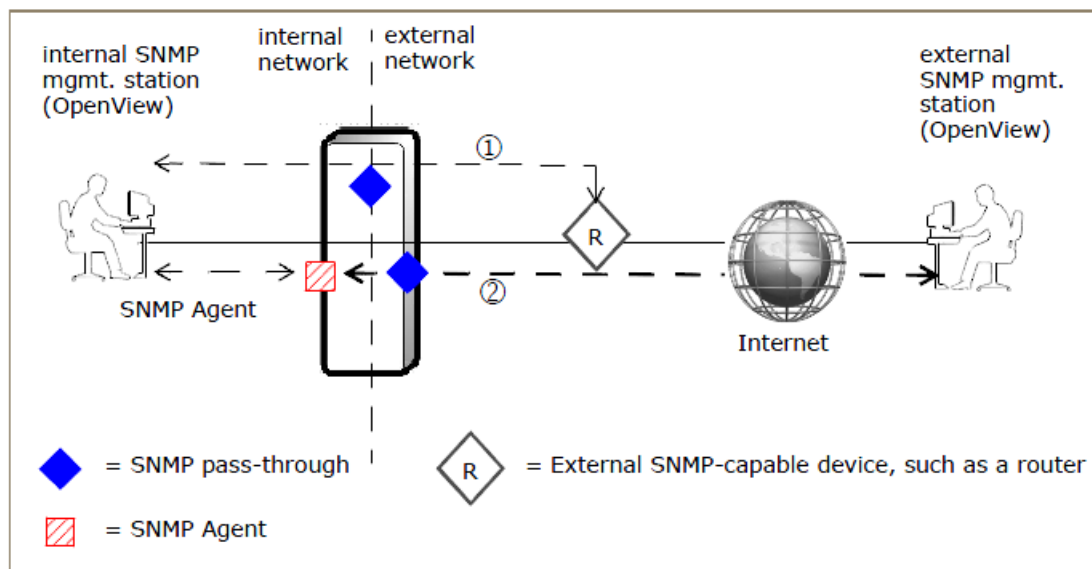 internal SNMP
mgmt. station
(OpenView)
internal
network
external
network
external
SNMP mgmt.
station
(OpenView)
①
R
SNMP Agent
②
Internet
= SNMP pass-through
R
= External SNMP-capable device, such as a router
= SNMP Agent